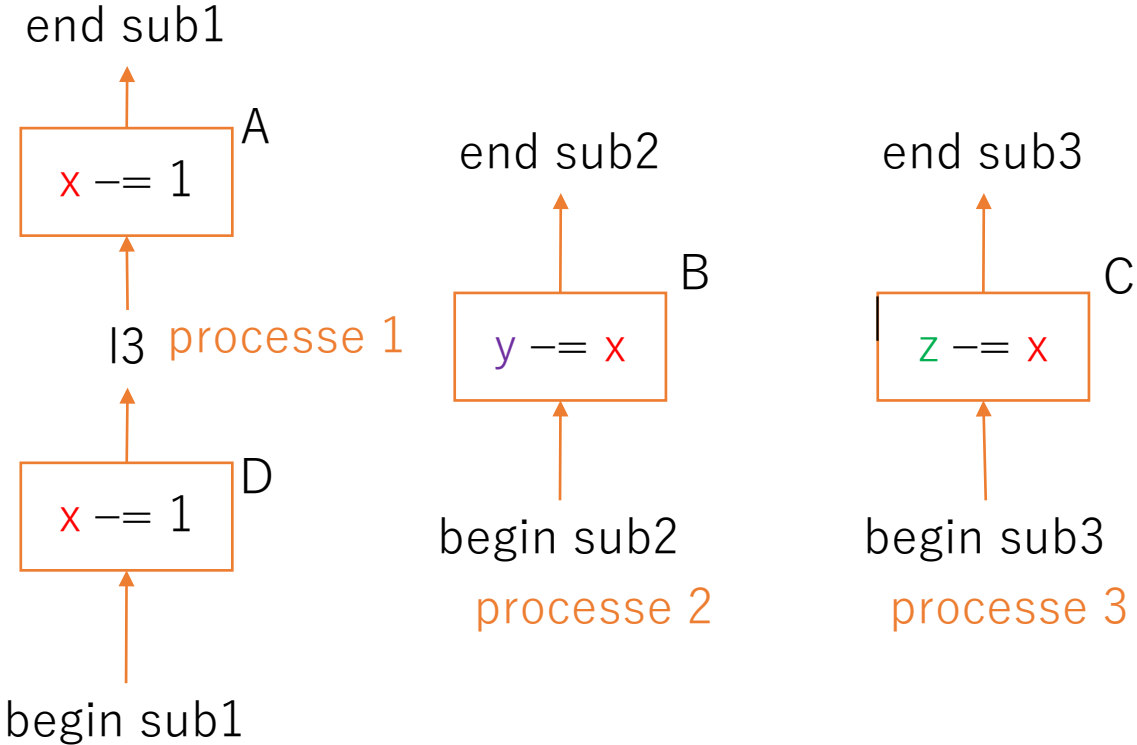 end sub1
A
x –= 1
l3
processe 1
D
x –= 1
begin sub1
end sub2
B
y –= x
begin sub2
processe 2
end sub3
C
z –= x
begin sub3
processe 3